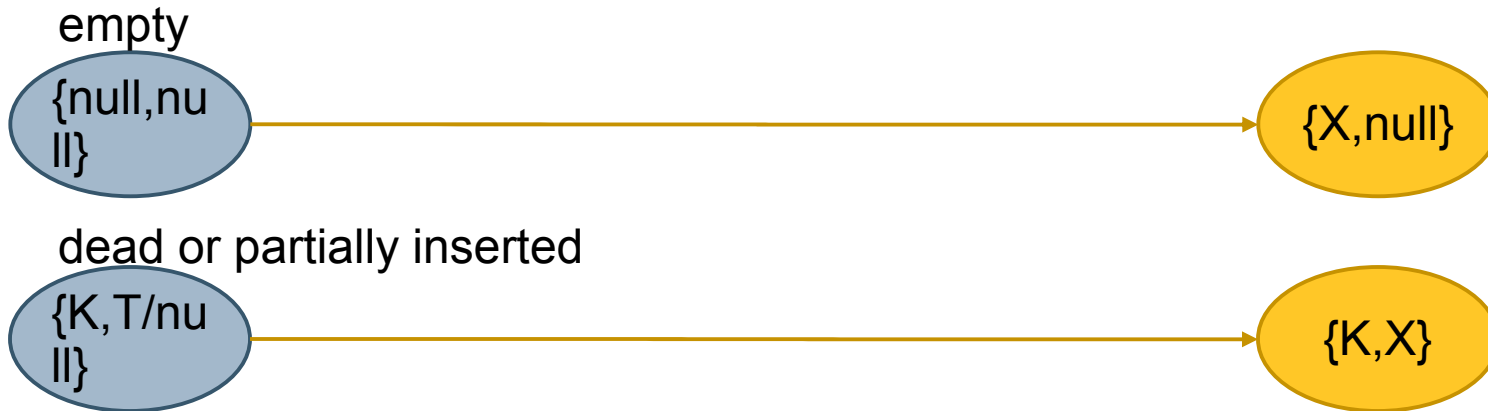 empty
{null,nu
ll}
{X,null}
dead or partially inserted
{K,T/nu
ll}
{K,X}